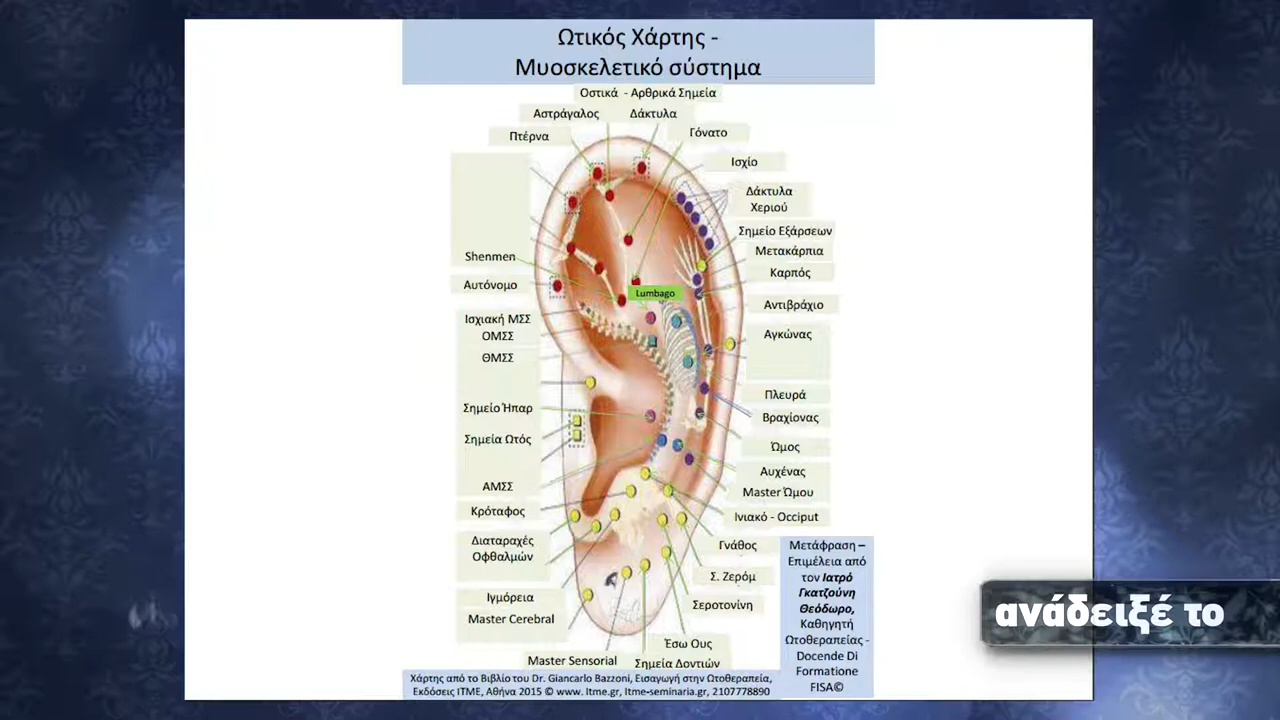 Ωτικός Χάρτης -
Μυοσκελετικό σύστημα
Οστικά - Αρθρικά Σημεία
Αστράγαλος
Δάκτυλα
Πτέρνα
Γόνατο
Ισχίο
Δάκτυλα
Χεριού
Σημείο Εξάρσεων
Μετακάρπια
Καρπός
Αντιβράχιο
Αγκώνας
Πλευρά
Βραχίονας
Ώμος
Αυχένας
Master Ώμου
Ινιακό - Occiput
Γνάθος
Σ. Ζερόμ
Σεροτονίνη
Έσω Ους
Σημεία Δοντιών
Shenmen
Αυτόνομο
Lumbago
Ισχιακή ΜΣΣ
ΟΜΣΣ
ΘΜΣΣ
Σημείο Ήπαρ
Σημεία Ωτός
ΑΜΣΣ
Κρόταφος
Διαταραχές
Οφθαλμών
Ιγμόρεια
Master Cerebral
Master Sensorial
Μετάφραση –
Επιμέλεια από
τον Ιατρό
Γκατζούνη
Θεόδωρο,
Καθηγητή
Ωτοθεραπείας -
Docende Di
Formatione
FISA©
Χάρτης από το Βιβλίο του Dr. Giancarlo Bazzoni, Εισαγωγή στην Ωτοθεραπεία,
Εκδόσεις ΙΤΜΕ, Αθήνα 2015 © www. Itme.gr, Itme-seminaria.gr, 2107778890
ανάδειξέ το